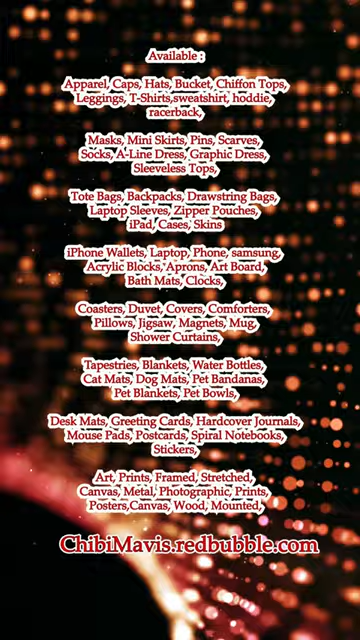 Available :
Apparel, Caps, Hats, Bucket, Chiffon Tops,
Leggings, T-Shirts,sweatshirt, hoddie,
racerback,
Masks, Mini Skirts, Pins, Scarves,
Socks, A-Line Dress, Graphic Dress,
Sleeveless Tops,
Tote Bags, Backpacks, Drawstring Bags,
Laptop Sleeves, Zipper Pouches,
iPad, Cases, Skins
iPhone Wallets, Laptop, Phone, samsung,
Acrylic Blocks, Aprons, Art Board,
Bath Mats, Clocks,
Coasters, Duvet, Covers, Comforters,
Pillows, Jigsaw, Magnets, Mug,
Shower Curtains,
Tapestries, Blankets, Water Bottles,
Cat Mats, Dog Mats, Pet Bandanas,
Pet Blankets, Pet Bowls,
Desk Mats, Greeting Cards, Hardcover Journals,
Mouse Pads, Postcards, Spiral Notebooks,
Stickers,
Art, Prints, Framed, Stretched,
Canvas, Metal, Photographic, Prints,
Posters,Canvas, Wood, Mounted,
ChibiMavis.redbubble.com